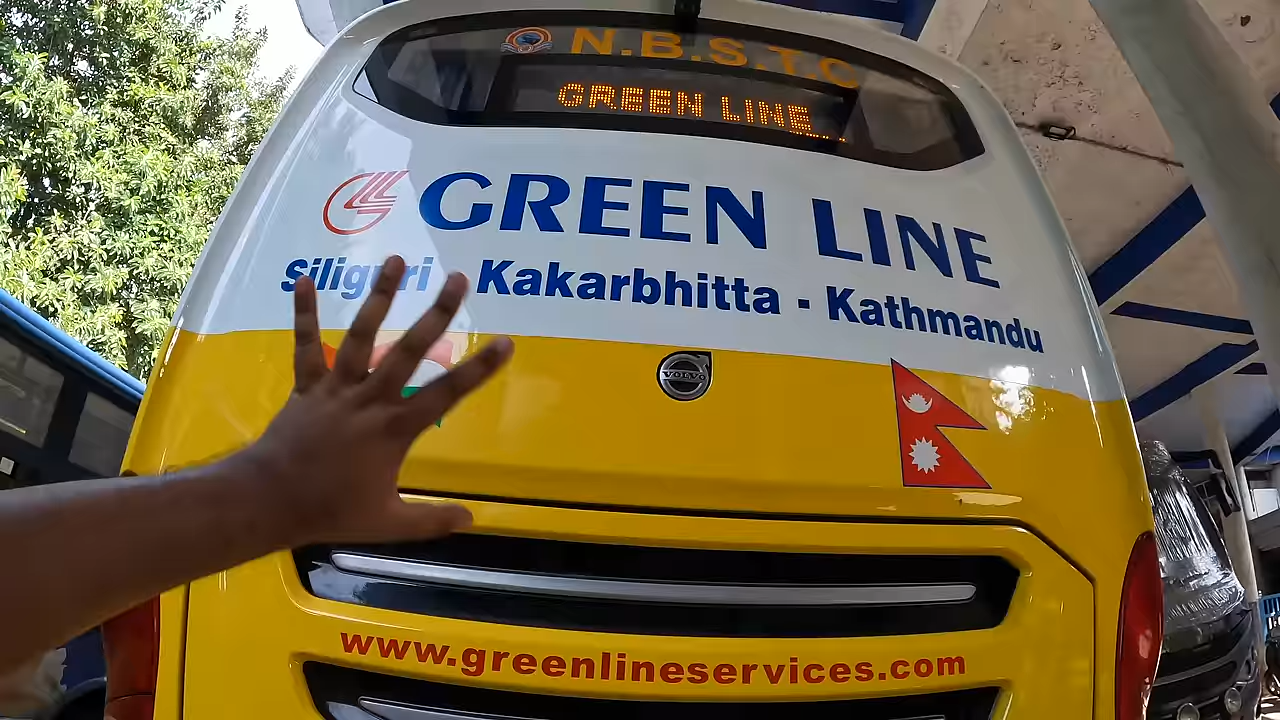 N.B.S.T.C
GREEN LINE
GREEN LINE
Siliguri - Kakarbhitta - Kathmandu
VOLVO
www.greenlineservices.com